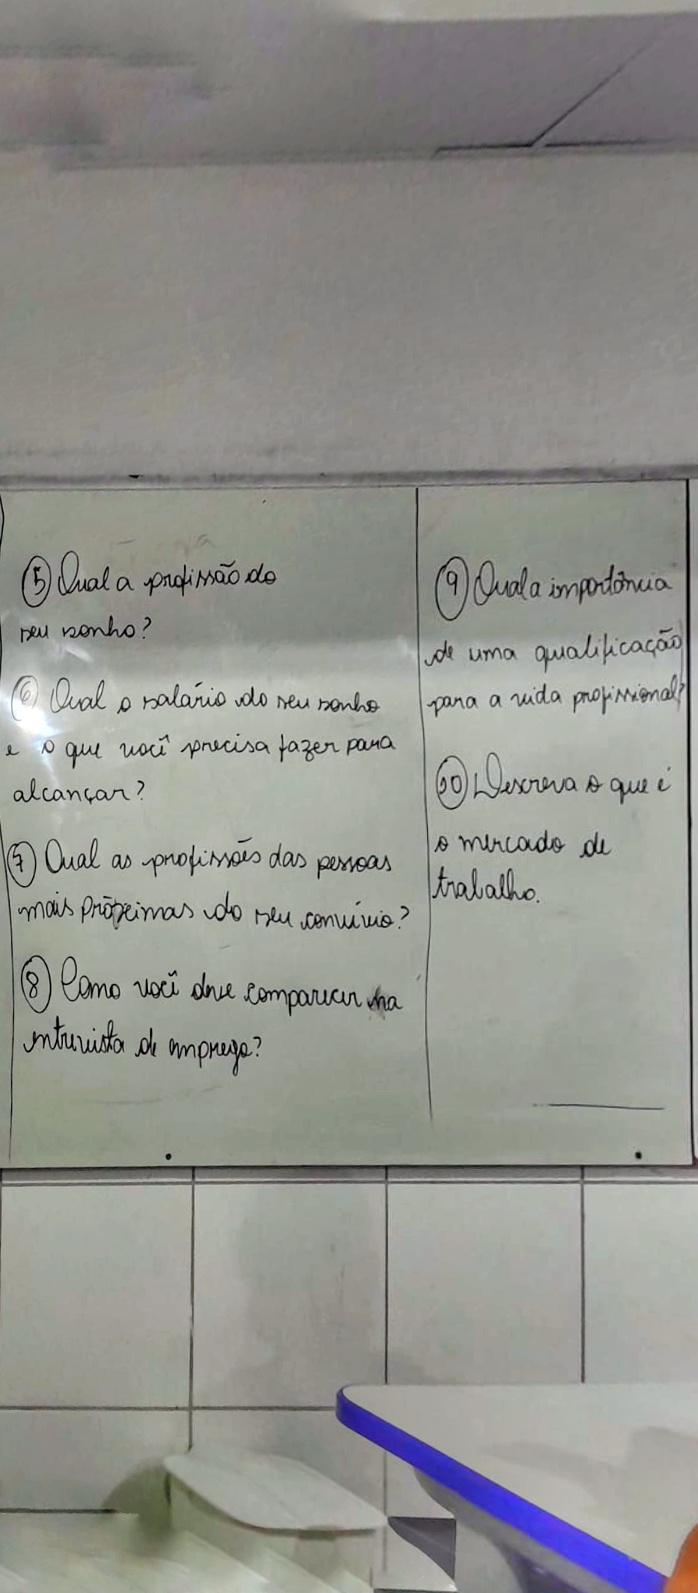 5 Qual a profissão do
seu sonho?
6 Qual o salário do seu sonho
e o que você precisa fazer para
alcançar?
7 Qual as profissões das pessoas
mais próximas do seu convívio?
8 Como você deve comparecer na
entrevista de emprego?
9 Qual a importância
de uma qualificação
para a vida profissional?
10 Descreva o que é
o mercado de
trabalho.